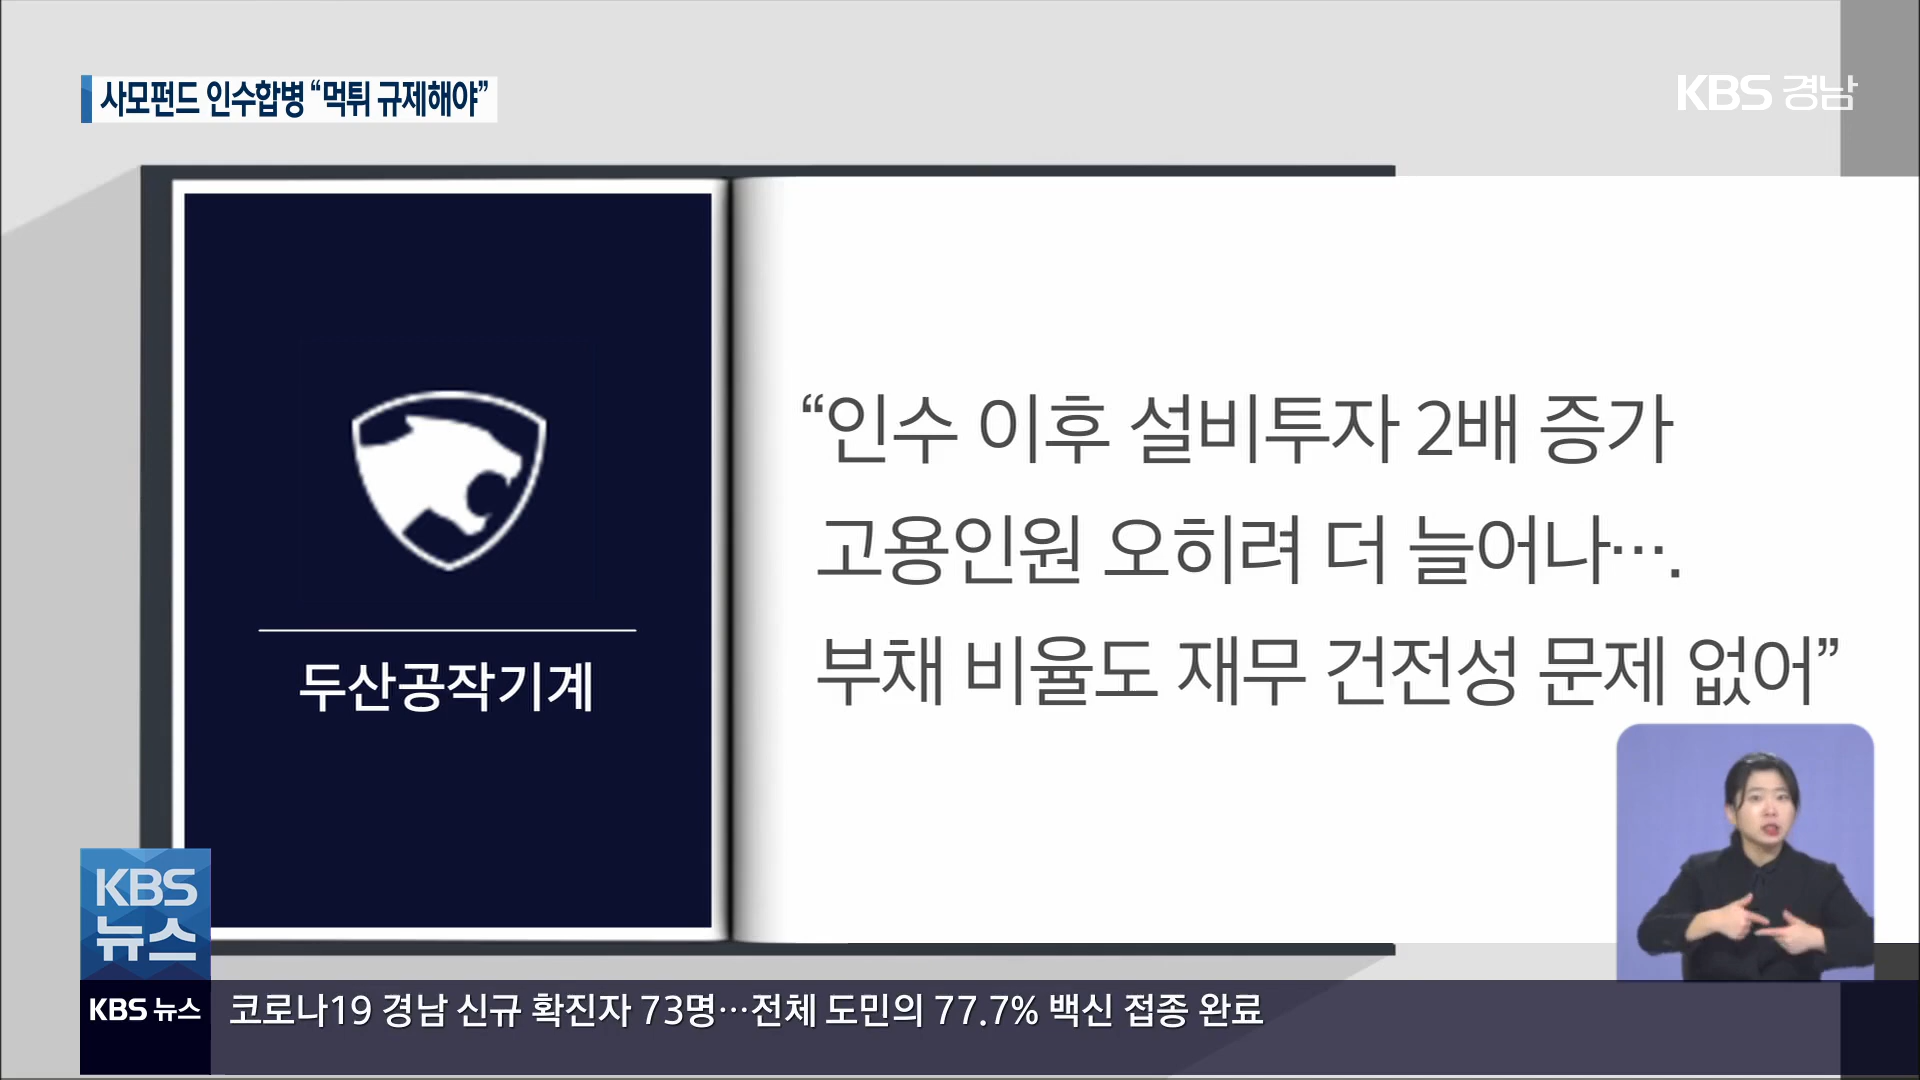 사모펀드 인수합병 “먹튀 규제해야”
KBS 경남
“인수 이후 설비투자 2배 증가
고용인원 오히려 더 늘어나….
부채 비율도 재무 건전성 문제 없어”
두산공작기계
KBS
뉴스
KBS 뉴스
코로나19 경남 신규 확진자 73명…전체 도민의 77.7% 백신 접종 완료